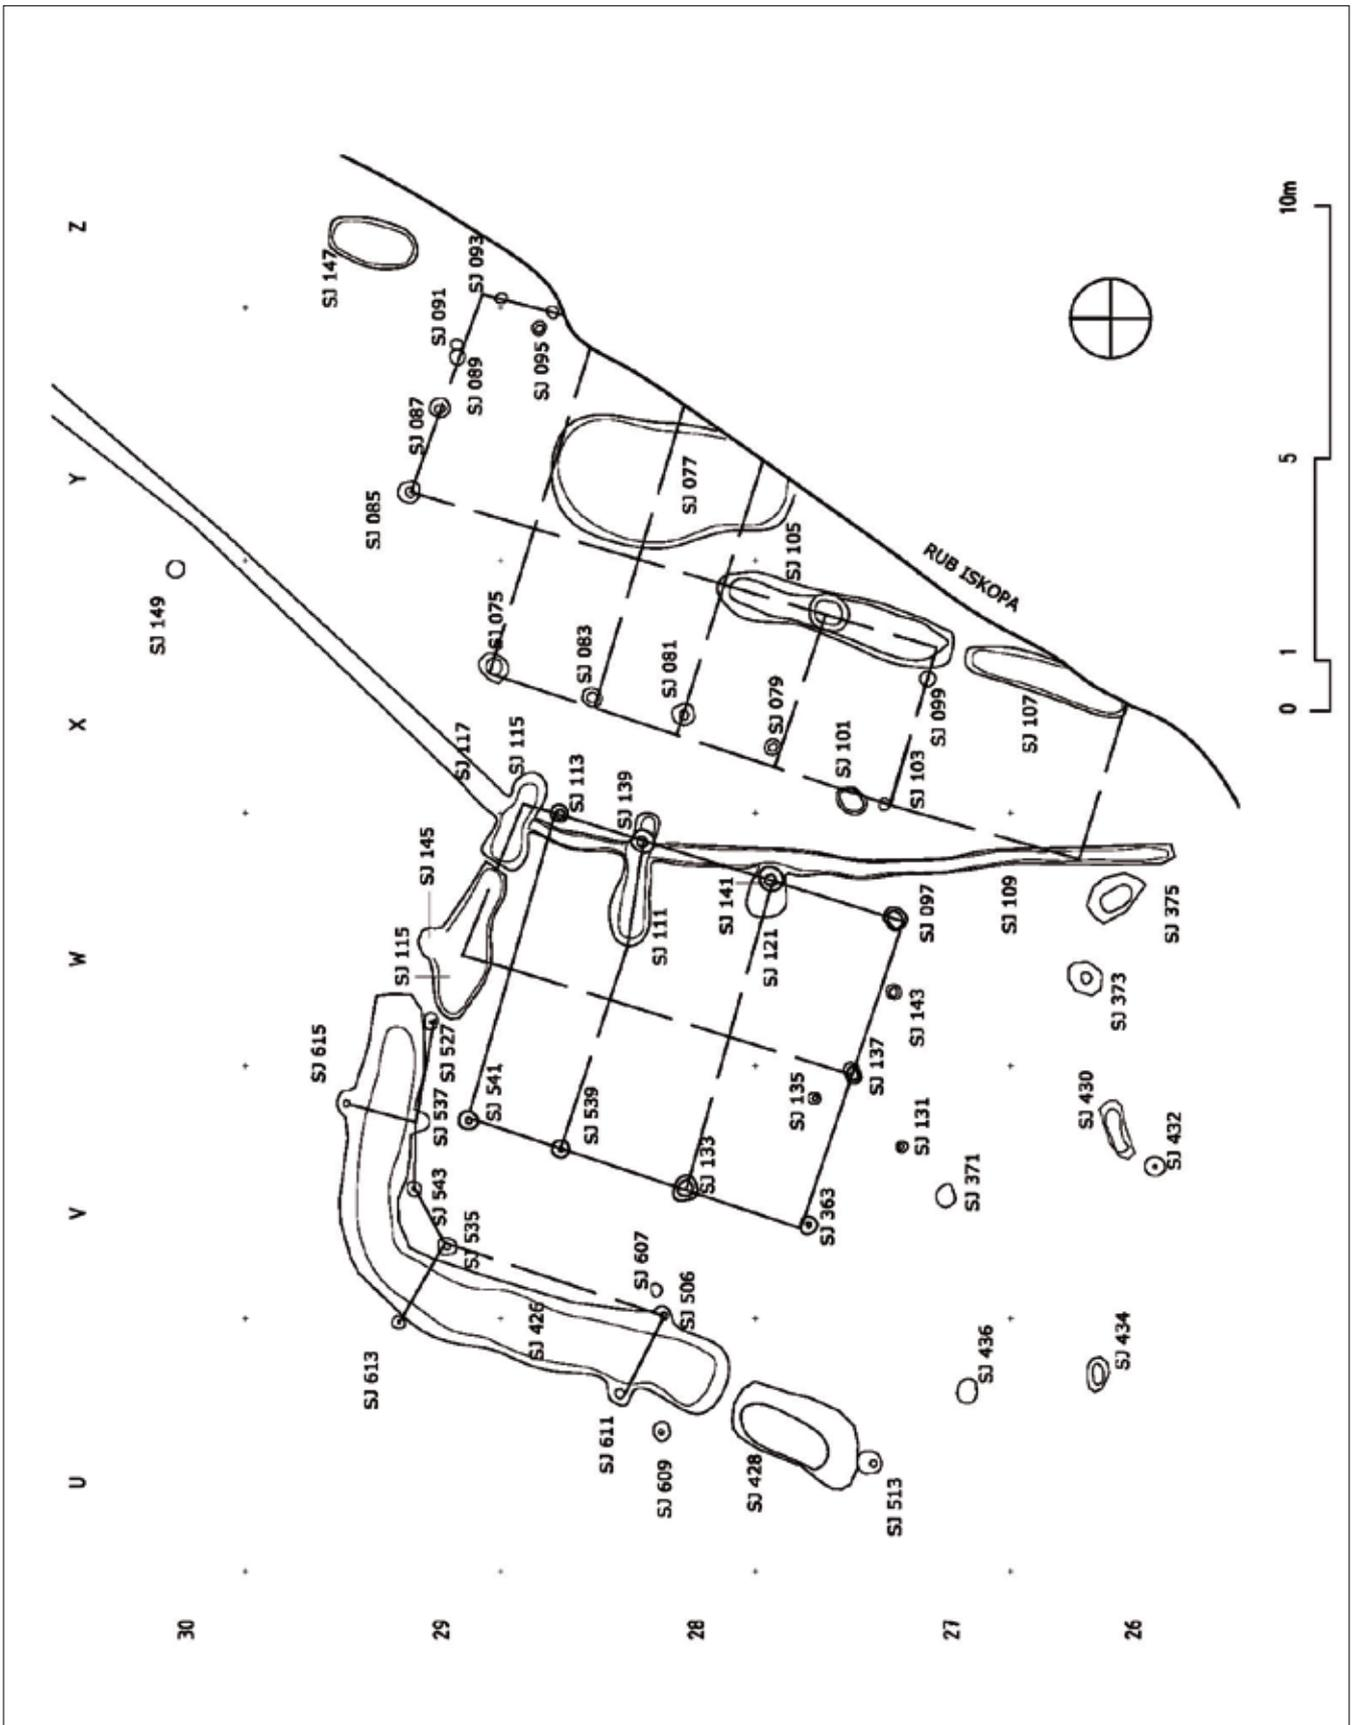 U
V
W
X
Y
Z
SJ 149
30
SJ 147
SJ 615
SJ 613
SJ 085
SJ 115
SJ 087
SJ 145
SJ 543
SJ 537
SJ 527
SJ 091
29
SJ 117
SJ 535
SJ 089
SJ 093
SJ 541
SJ 075
SJ 115
SJ 426
SJ 095
SJ 113
SJ 539
SJ 083
SJ 611
SJ 139
SJ 607
SJ 111
SJ 609
SJ 081
SJ 506
SJ 077
28
SJ 133
SJ 141
SJ 428
SJ 121
SJ 079
SJ 105
SJ 135
SJ 363
SJ 101
SJ 137
SJ 513
SJ 143
SJ 103
SJ 131
SJ 097
SJ 099
27
SJ 371
RUB ISKOPA
SJ 436
SJ 109
SJ 107
SJ 430
SJ 373
SJ 434
26
SJ 432
SJ 375
0
1
5
10m